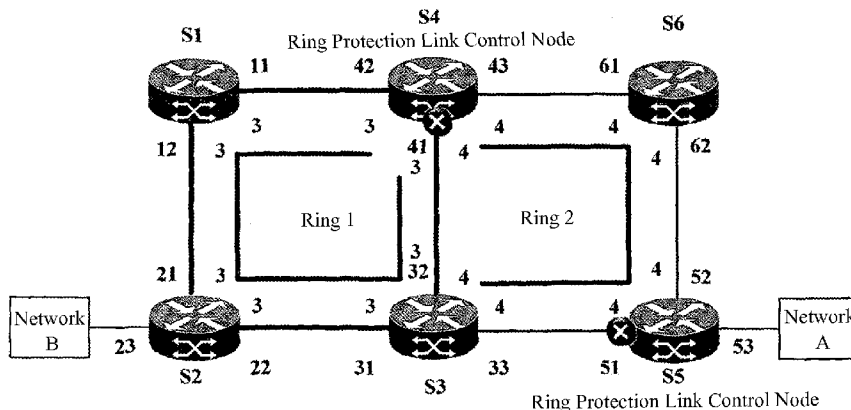 S1
S4
S6
Ring Protection Link Control Node
11
42
43
61
3
3
4
4
12
3
41
4
4
62
3
Ring 1
Ring 2
3
21
3
32
4
4
52
3
3
4
4
Network
B
23
S2
22
31
S3
33
51
S5
53
Network
A
Ring Protection Link Control Node